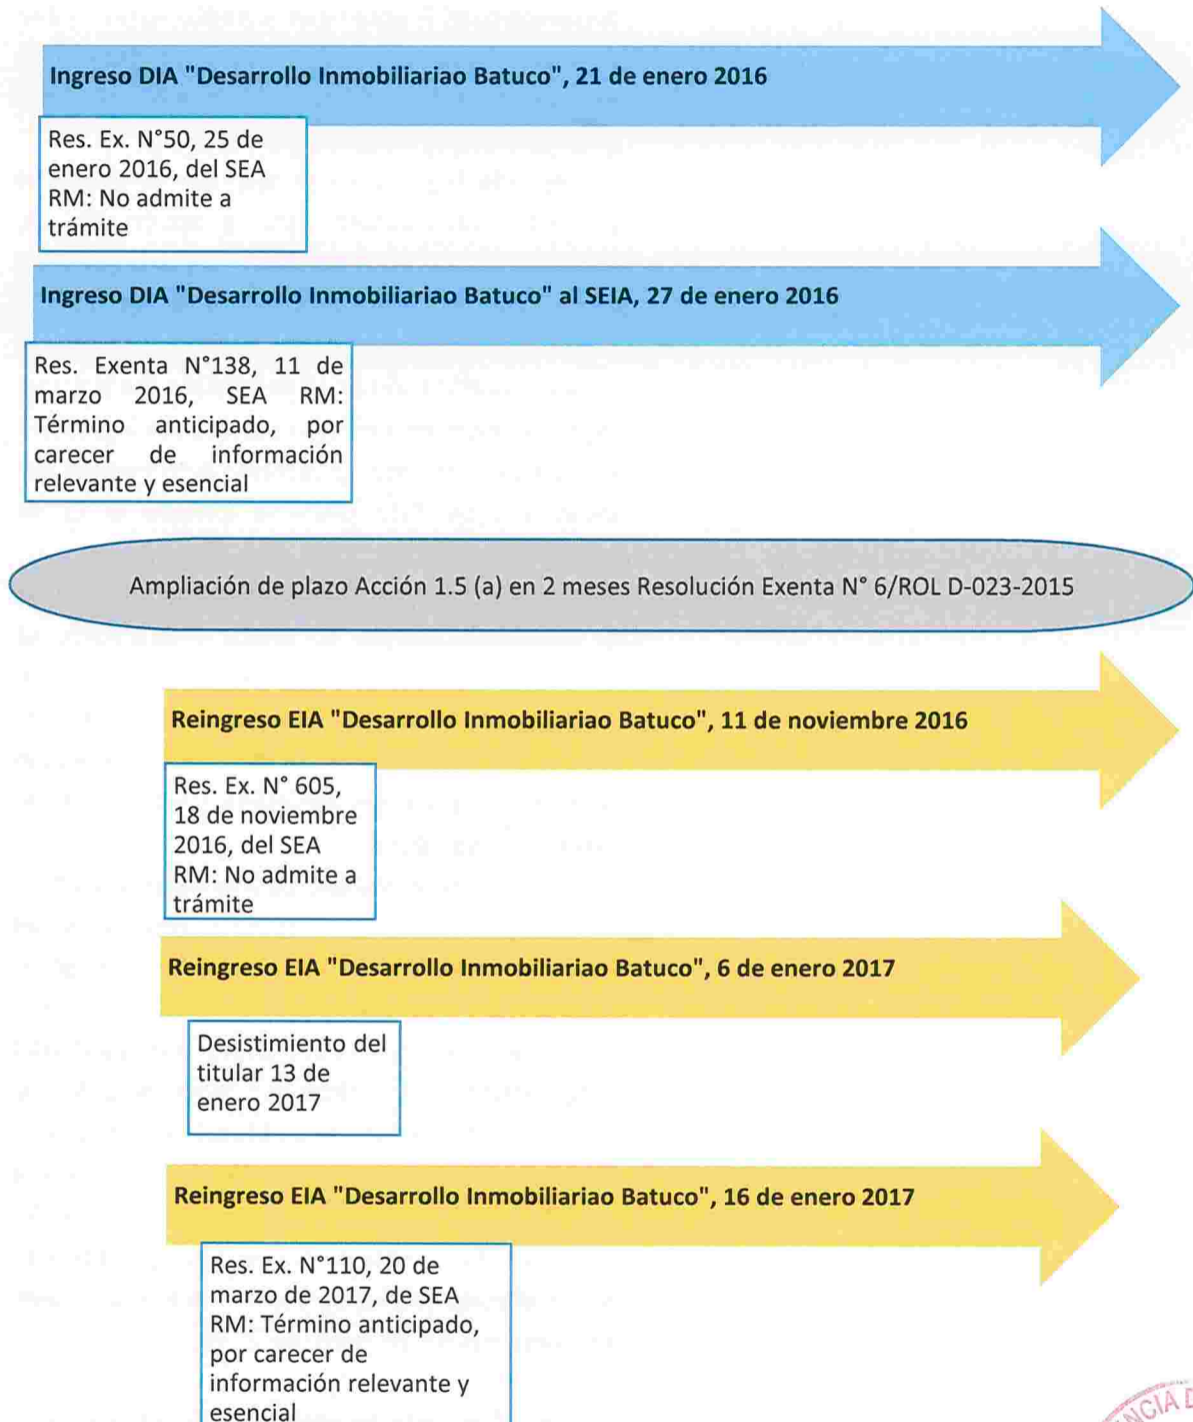 Ingreso DIA "Desarrollo Inmobiliariao Batuco", 21 de enero 2016
Res. Ex. N°50, 25 de
enero 2016, del SEA
RM: No admite a
trámite
Ingreso DIA "Desarrollo Inmobiliariao Batuco" al SEIA, 27 de enero 2016
Res. Exenta N°138, 11 de
marzo 2016, SEA RM:
Término anticipado, por
carecer de información
relevante y esencial
Ampliación de plazo Acción 1.5 (a) en 2 meses Resolución Exenta N° 6/ROL D-023-2015
Reingreso EIA "Desarrollo Inmobiliariao Batuco", 11 de noviembre 2016
Res. Ex. N° 605,
18 de noviembre
2016, del SEA
RM: No admite a
trámite
Reingreso EIA "Desarrollo Inmobiliariao Batuco", 6 de enero 2017
Desistimiento del
titular 13 de
enero 2017
Reingreso EIA "Desarrollo Inmobiliariao Batuco", 16 de enero 2017
Res. Ex. N°110, 20 de
marzo de 2017, de SEA
RM: Término anticipado,
por carecer de
información relevante y
esencial